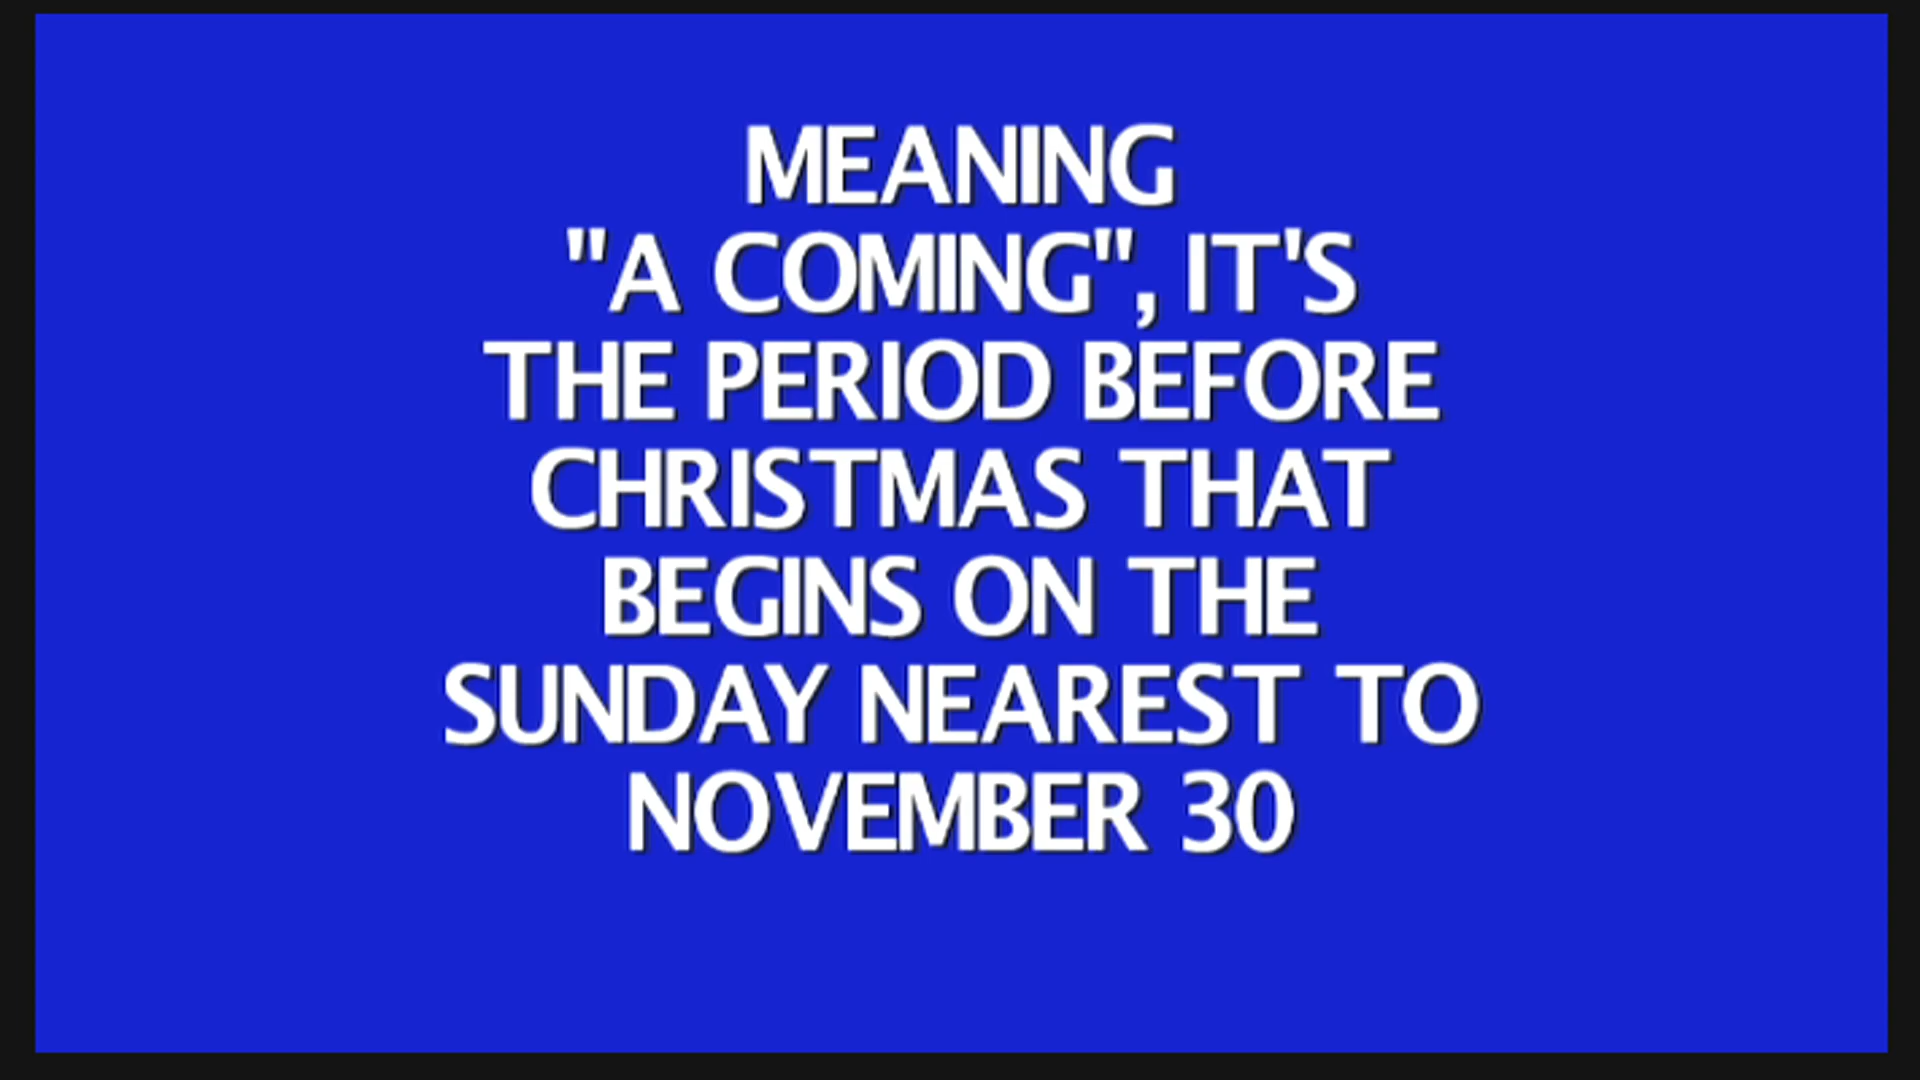 MEANING
"A COMING", IT'S
THE PERIOD BEFORE
CHRISTMAS THAT
BEGINS ON THE
SUNDAY NEAREST TO
NOVEMBER 30